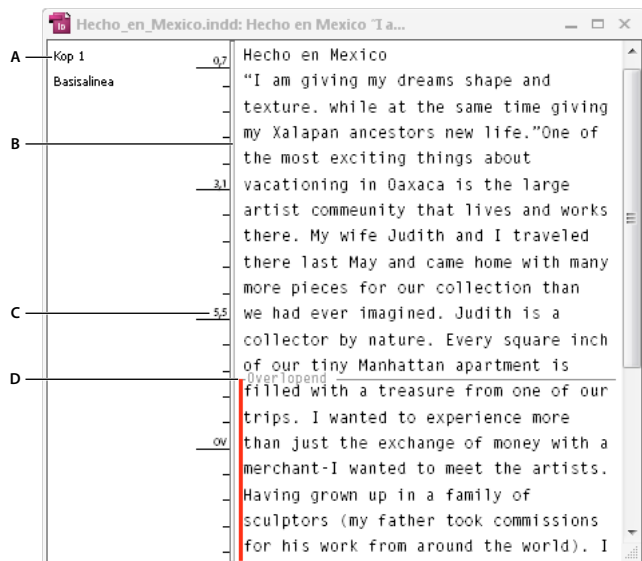 Hecho_en_Mexico.indd: Hecho en Mexico "I a...
A
Kop 1
Basisalinea
B
C
D
0,7
3,1
5,5
OV
Hecho en Mexico
“I am giving my dreams shape and
texture. while at the same time giving
my Xalapan ancestors new life.”One of
the most exciting things about
vacationing in Oaxaca is the large
artist commeunity that lives and works
there. My wife Judith and I traveled
there last May and came home with many
more pieces for our collection than
we had ever imagined. Judith is a
collector by nature. Every square inch
of our tiny Manhattan apartment is
Overlopend
filled with a treasure from one of our
trips. I wanted to experience more
than just the exchange of money with a
merchant-I wanted to meet the artists.
Having grown up in a family of
sculptors (my father took commissions
for his work from around the world). I